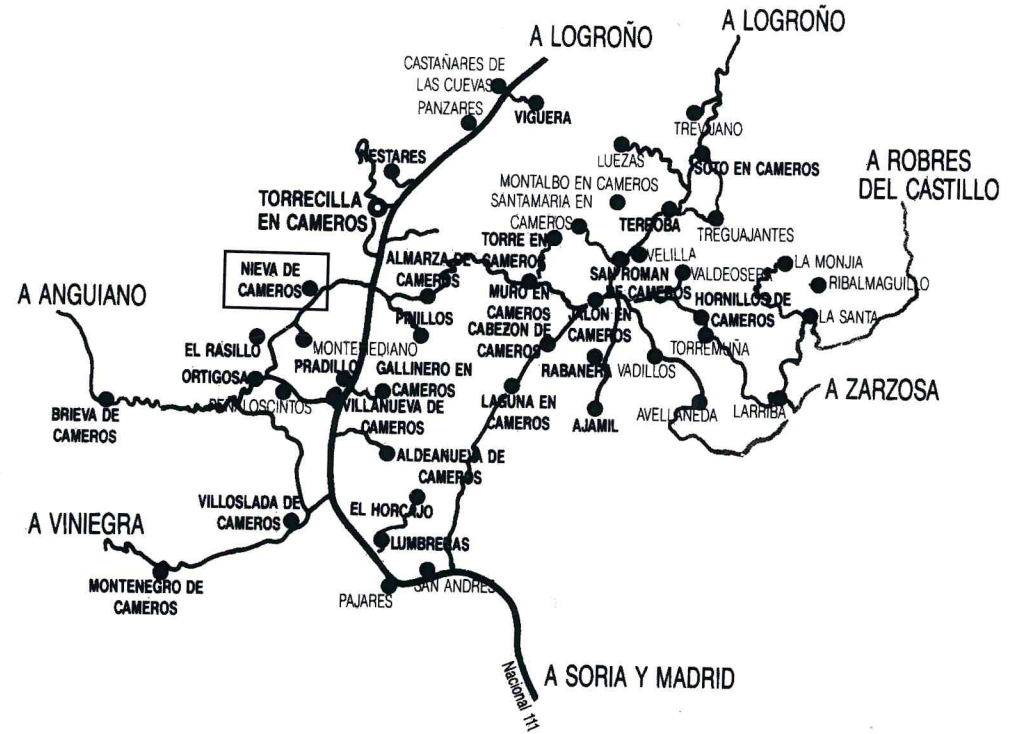 A LOGROÑO
A LOGROÑO
CASTAÑARES DE
LAS CUEVAS
PANZARES
VIGUERA
TREVIJANO
NESTARES
LUEZAS
SOTO EN CAMEROS
A ROBRES
DEL CASTILLO
MONTALBO EN CAMEROS
SANTAMARIA EN
CAMEROS
TORRECILLA
EN CAMEROS
TERROBA
TREGUAJANTES
TORRE EN
CAMEROS
VELILLA
ALMARZA DE
CAMEROS
NIEVA DE
CAMEROS
SAN ROMAN
DE CAMEROS
VALDEOSERA
LA MONJIA
RIBALMAGUILLO
A ANGUIANO
MURO EN
CAMEROS
HORNILLOS DE
CAMEROS
PINILLOS
JALON EN
CAMEROS
LA SANTA
CABEZON DE
CAMEROS
EL RASILLO
MONTEMEDIANO
TORREMUÑA
ORTIGOSA
PRADILLO
GALLINERO EN
CAMEROS
RABANERA
VADILLOS
A ZARZOSA
PEÑALOSCINTOS
VILLANUEVA DE
CAMEROS
LAGUNA EN
CAMEROS
AJAMIL
AVELLANEDA
LARRIBA
BRIEVA DE
CAMEROS
ALDEANUEVA DE
CAMEROS
VILLOSLADA DE
CAMEROS
EL HORCAJO
A VINIEGRA
LUMBRERAS
MONTENEGRO DE
CAMEROS
PAJARES
SAN ANDRES
Nacional 111
A SORIA Y MADRID